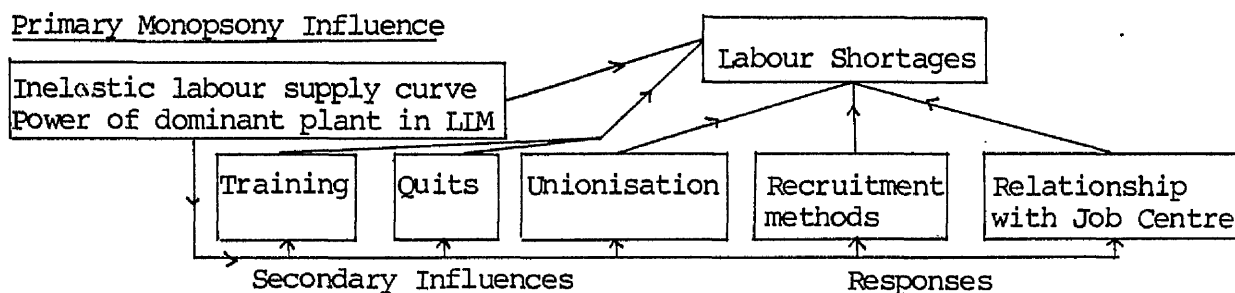 Primary Monopsony Influence
Labour Shortages
Inelastic labour supply curve
Power of dominant plant in LIM
Training
Quits
Unionisation
Recruitment
methods
Relationship
with Job Centre
Secondary Influences
Responses